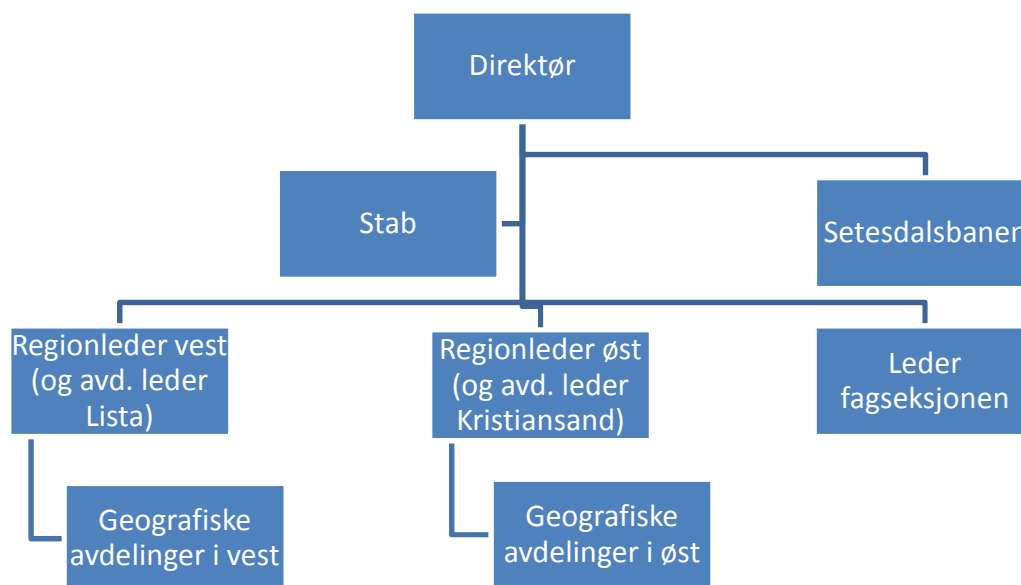 Direktør
Stab
Setesdalsbanen
Regionleder vest
(og avd. leder
Lista)
Regionleder øst
(og avd. leder
Kristiansand)
Leder
fagseksjonen
Geografiske
avdelinger i vest
Geografiske
avdelinger i øst